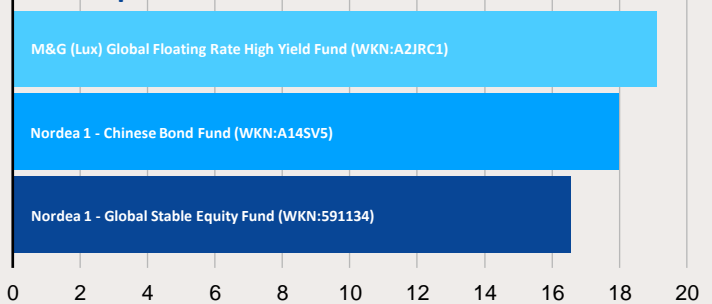 M&G (Lux) Global Floating Rate High Yield Fund (WKN:A2JRC1)
Nordea 1 - Chinese Bond Fund (WKN:A14SV5)
Nordea 1 - Global Stable Equity Fund (WKN:591134)
0 2 4 6 8 10 12 14 16 18 20